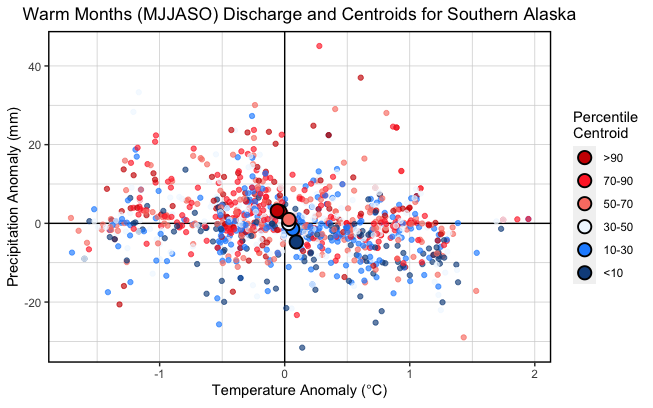 Warm Months (MJJASO) Discharge and Centroids for Southern Alaska
Precipitation Anomaly (mm)
40
20
0
-20
-1
0
1
2
Temperature Anomaly (°C)
Percentile
Centroid
>90
70-90
50-70
30-50
10-30
<10